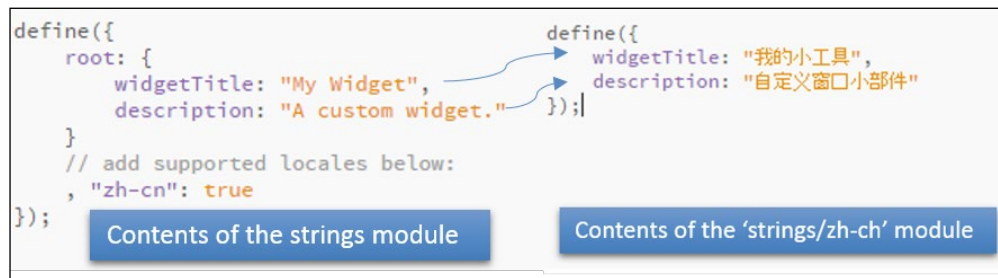 define({
root: {
widgetTitle: "My Widget",
description: "A custom widget."
}
// add supported locales below:
, "zh-cn": true
});
Contents of the strings module
define({
widgetTitle: "我的小工具",
description: "自定义窗口小部件"
});
Contents of the ‘strings/zh-ch’ module